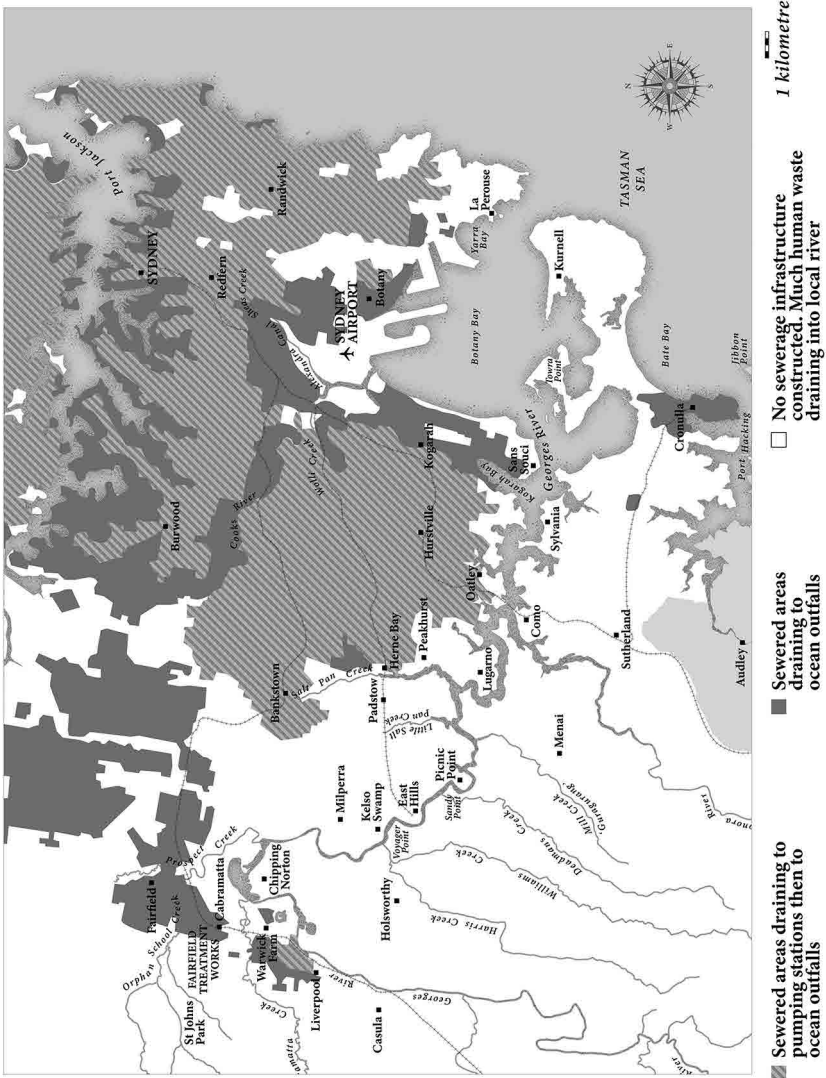 Port Jackson
SYDNEY
Randwick
Redfern
Sheas Creek
Alexandra Canal
SYDNEY
AIRPORT
Botany
La
Perouse
Yarra
Bay
Botany Bay
Kurnell
TASMAN
SEA
N
E
S
W
Burwood
Cooks River
Wolli Creek
Kogarah
Hurstville
Sans
Souci
Kogarah Bay
Georges River
Towra
Point
Bate Bay
Jibbon
Point
Cronulla
Port Hacking
Sylvania
Oatley
Como
Sutherland
Audley
Bankstown
Salt Pan Creek
Herne Bay
Peakhurst
Lugarno
Padstow
Little Salt
Pan Creek
Picnic
Point
Sandy
Point
East
Hills
Voyager
Point
Kelso
Swamp
Milperra
Menai
Mill Creek
Deadmans Creek
Williams Creek
Harris Creek
Holsworthy
River
nora
Fairfield
Prospect Creek
Orphan School Creek
Cabramatta
FAIRFIELD
TREATMENT
WORKS
St Johns
Park
Chipping
Norton
Warwick
Farm
Liverpool
Creek
amatta
Casula
Georges River
River
Sewered areas draining to
pumping stations then to
ocean outfalls
Sewered areas
draining to
ocean outfalls
No sewerage infrastructure
constructed. Much human waste
draining into local river
1 kilometre